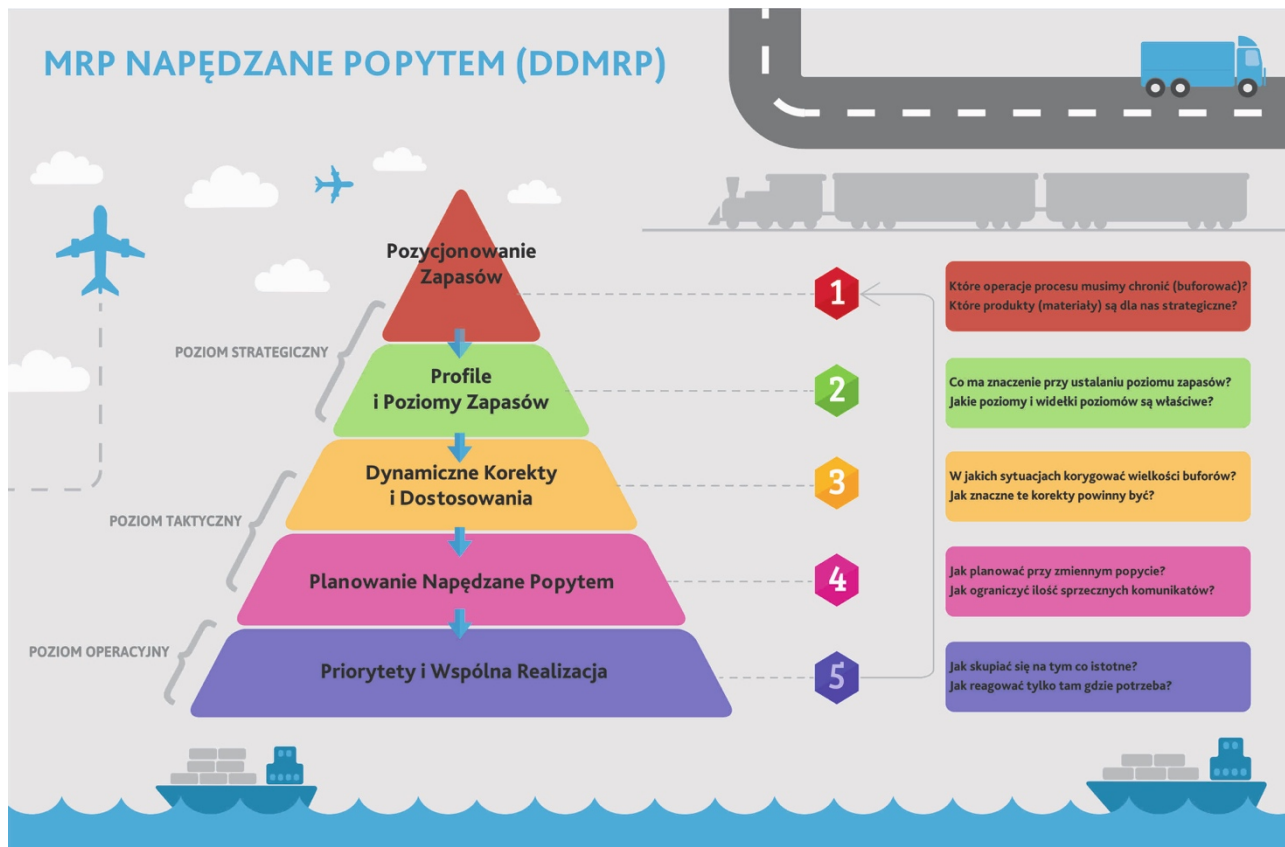 MRP NAPĘDZANE POPYTEM (DDMRP)
Pozycjonowanie
Zapasów
1
Które operacje procesu musimy chronić (buforować)?
Które produkty (materiały) są dla nas strategiczne?
POZIOM STRATEGICZNY
Profile
i Poziomy Zapasów
2
Co ma znaczenie przy ustalaniu poziomu zapasów?
Jakie poziomy i widełki poziomów są właściwe?
Dynamiczne Korekty
i Dostosowania
3
W jakich sytuacjach korygować wielkości buforów?
Jak znaczne te korekty powinny być?
POZIOM TAKTYCZNY
Planowanie Napędzane Popytem
4
Jak planować przy zmiennym popycie?
Jak ograniczyć ilość sprzecznych komunikatów?
POZIOM OPERACYJNY
Priorytety i Wspólna Realizacja
5
Jak skupiać się na tym co istotne?
Jak reagować tylko tam gdzie potrzeba?